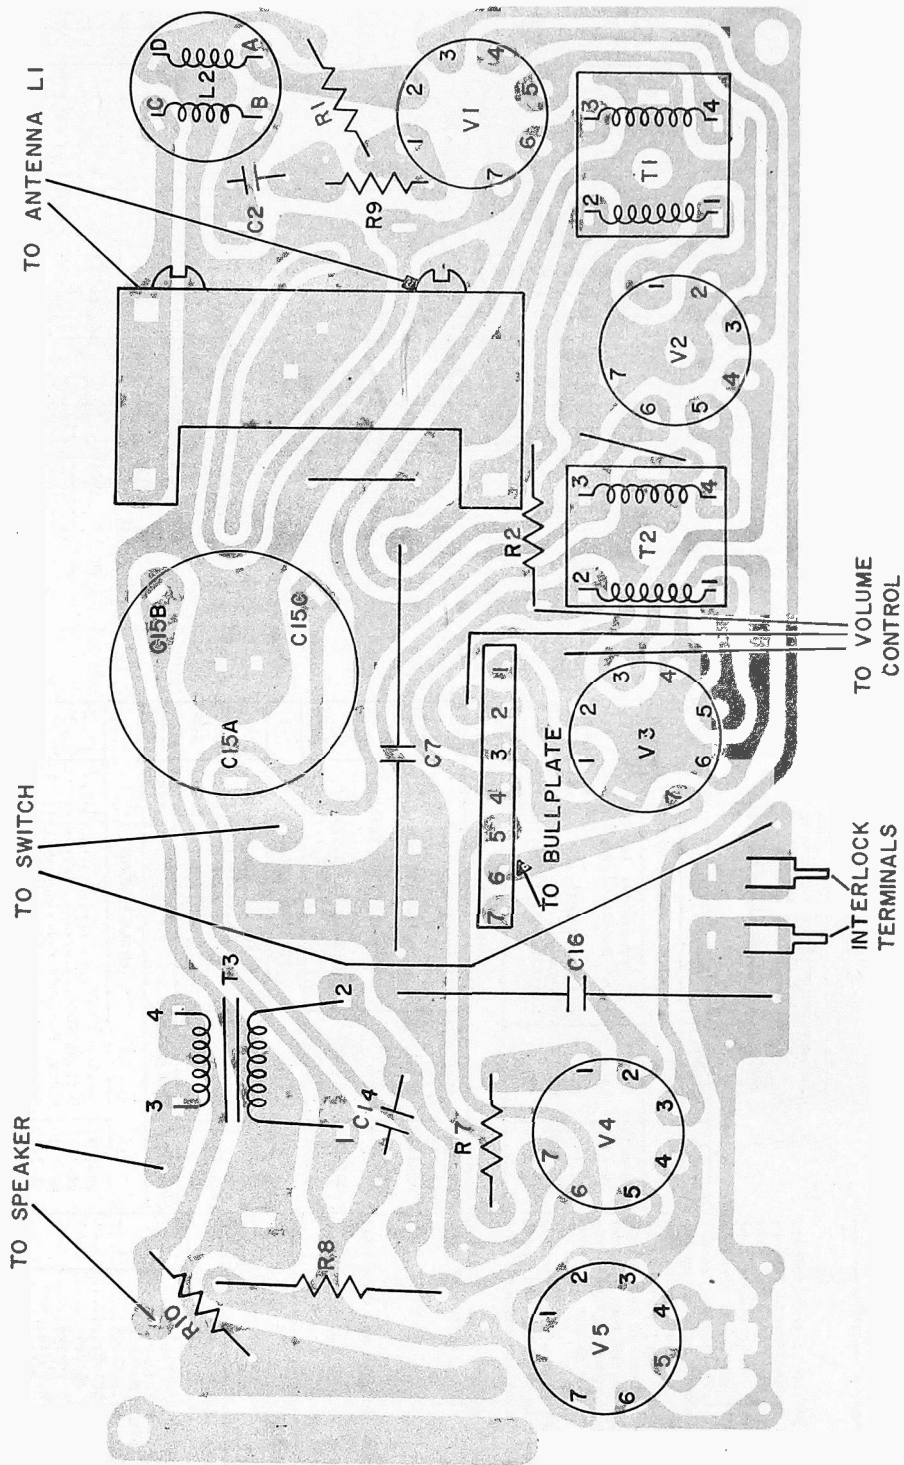 TO ANTENNA L1
TO SWITCH
TO SPEAKER
D
A
L2
C
B
R1
C2
R9
V1
1
2
3
4
5
6
7
3
4
T1
2
1
V2
1
2
3
4
5
6
7
R2
3
4
T2
2
1
C15B
C15C
C15A
C7
1
2
3
4
5
6
7
TO BULLPLATE
V3
1
2
3
4
5
6
7
TO VOLUME
CONTROL
INTERLOCK
TERMINALS
C16
T3
4
3
2
1
C14
R7
V4
1
2
3
4
5
6
7
R8
R10
V5
1
2
3
4
5
6
7